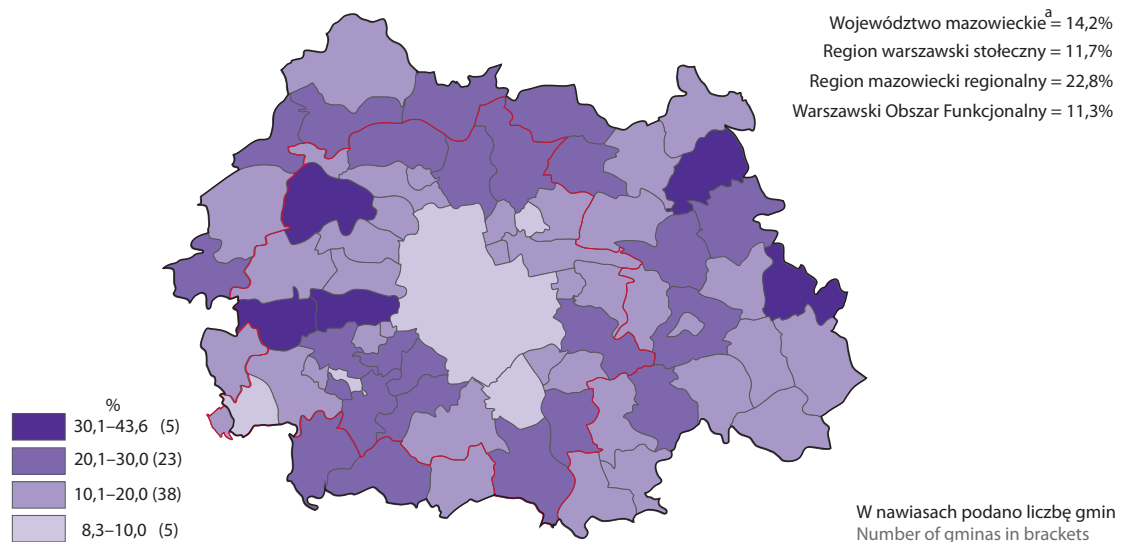 Województwo mazowieckie a = 14,2%
Region warszawski stołeczny = 11,7%
Region mazowiecki regionalny = 22,8%
Warszawski Obszar Funkcjonalny = 11,3%
%
30,1–43,6 (5)
20,1–30,0 (23)
10,1–20,0 (38)
8,3–10,0 (5)
W nawiasach podano liczbę gmin
Number of gminas in brackets